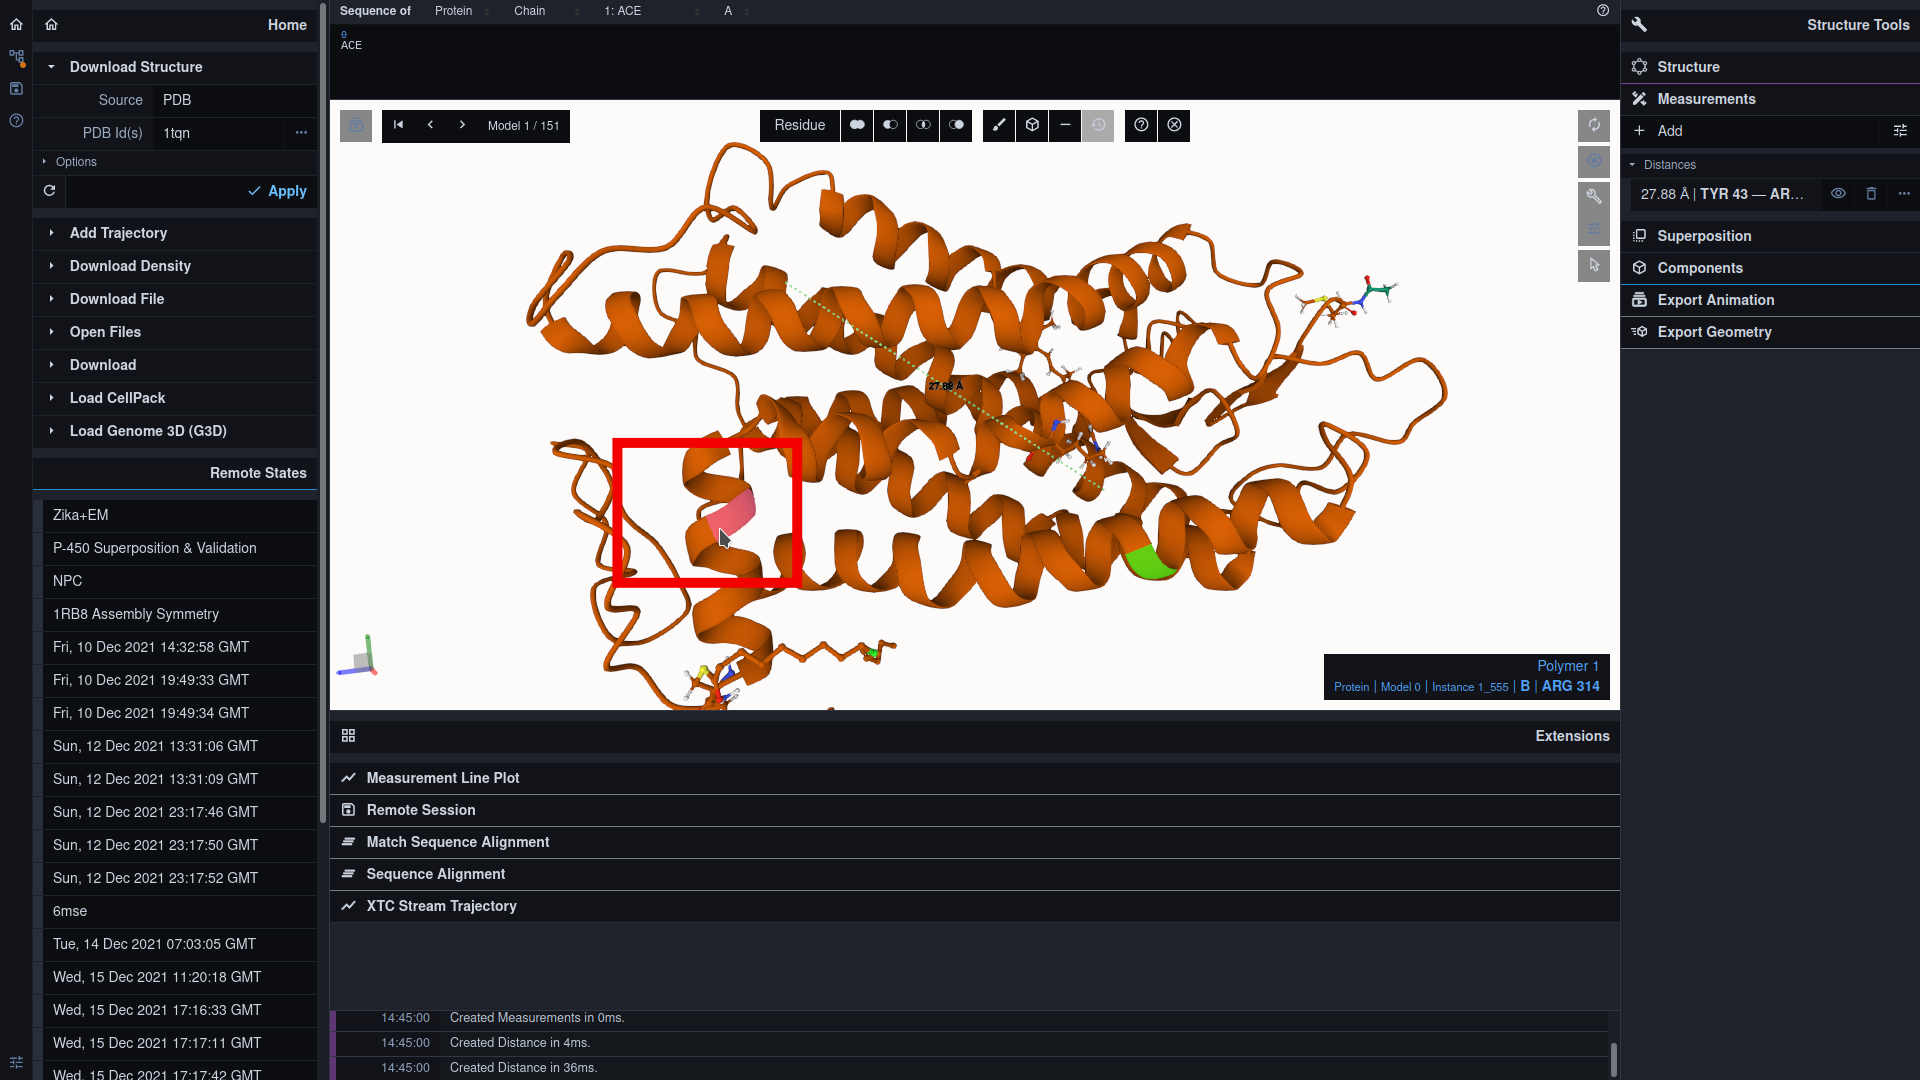 Home
Download Structure
Source PDB
PDB Id(s) 1tqn
Options
Apply
Add Trajectory
Download Density
Download File
Open Files
Download
Load CellPack
Load Genome 3D (G3D)
Remote States
Zika+EM
P-450 Superposition & Validation
NPC
1RB8 Assembly Symmetry
Fri, 10 Dec 2021 14:32:58 GMT
Fri, 10 Dec 2021 19:49:33 GMT
Fri, 10 Dec 2021 19:49:34 GMT
Sun, 12 Dec 2021 13:31:06 GMT
Sun, 12 Dec 2021 13:31:09 GMT
Sun, 12 Dec 2021 23:17:46 GMT
Sun, 12 Dec 2021 23:17:50 GMT
Sun, 12 Dec 2021 23:17:52 GMT
6mse
Tue, 14 Dec 2021 07:03:05 GMT
Wed, 15 Dec 2021 11:20:18 GMT
Wed, 15 Dec 2021 17:16:33 GMT
Wed, 15 Dec 2021 17:17:11 GMT
Wed, 15 Dec 2021 17:17:42 GMT
Sequence of Protein Chain 1: ACE A
0
ACE
Model 1 / 151
Residue
27.88 Å
Polymer 1
Protein | Model 0 | Instance 1_555 | B | ARG 314
Extensions
Measurement Line Plot
Remote Session
Match Sequence Alignment
Sequence Alignment
XTC Stream Trajectory
14:45:00 Created Measurements in 0ms.
14:45:00 Created Distance in 4ms.
14:45:00 Created Distance in 36ms.
Structure Tools
Structure
Measurements
Add
Distances
27.88 Å | TYR 43 — AR...
Superposition
Components
Export Animation
Export Geometry